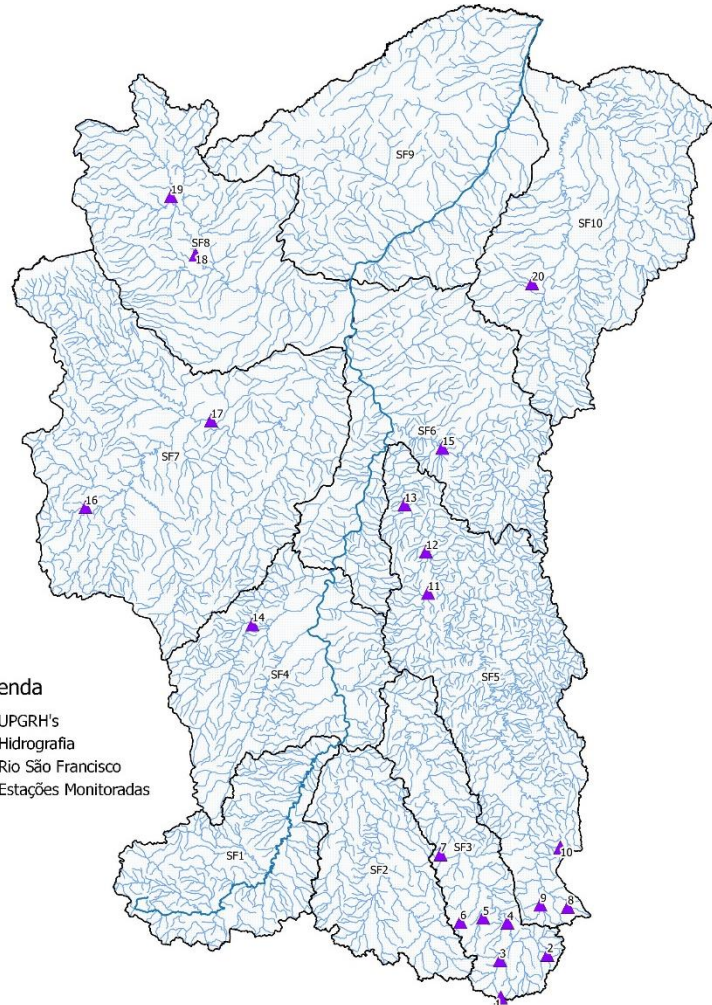 SF9
19
SF10
SF8
18
20
17
SF6
SF7
15
13
16
12
11
14
SF4
SF5
enda
UPGRH's
Hidrografia
Rio São Francisco
Estações Monitoradas
SF1
7
SF3
10
SF2
9
8
6
5
4
3
2